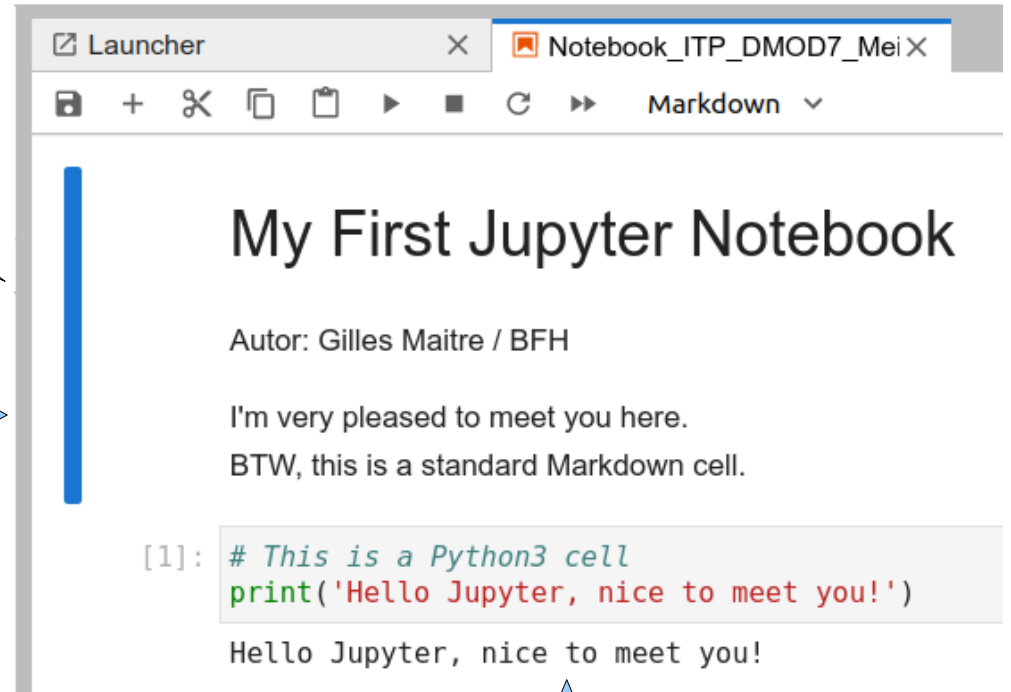 Launcher
Notebook_ITP_DMOD7_Mei
Markdown
My First Jupyter Notebook
Autor: Gilles Maitre / BFH
I'm very pleased to meet you here.
BTW, this is a standard Markdown cell.
[1]: # This is a Python3 cell
print('Hello Jupyter, nice to meet you!')
Hello Jupyter, nice to meet you!